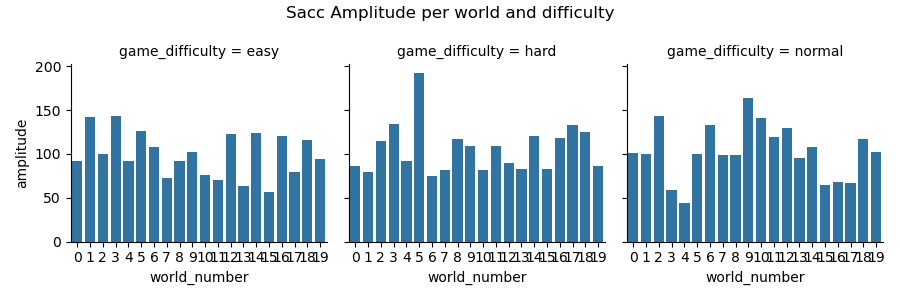 Sacc Amplitude per world and difficulty
game_difficulty = easy
game_difficulty = hard
game_difficulty = normal
200
150
100
50
0
amplitude
0 1 2 3 4 5 6 7 8 9 10 11 12 13 14 15 16 17 18 19
0 1 2 3 4 5 6 7 8 9 10 11 12 13 14 15 16 17 18 19
0 1 2 3 4 5 6 7 8 9 10 11 12 13 14 15 16 17 18 19
world_number
world_number
world_number